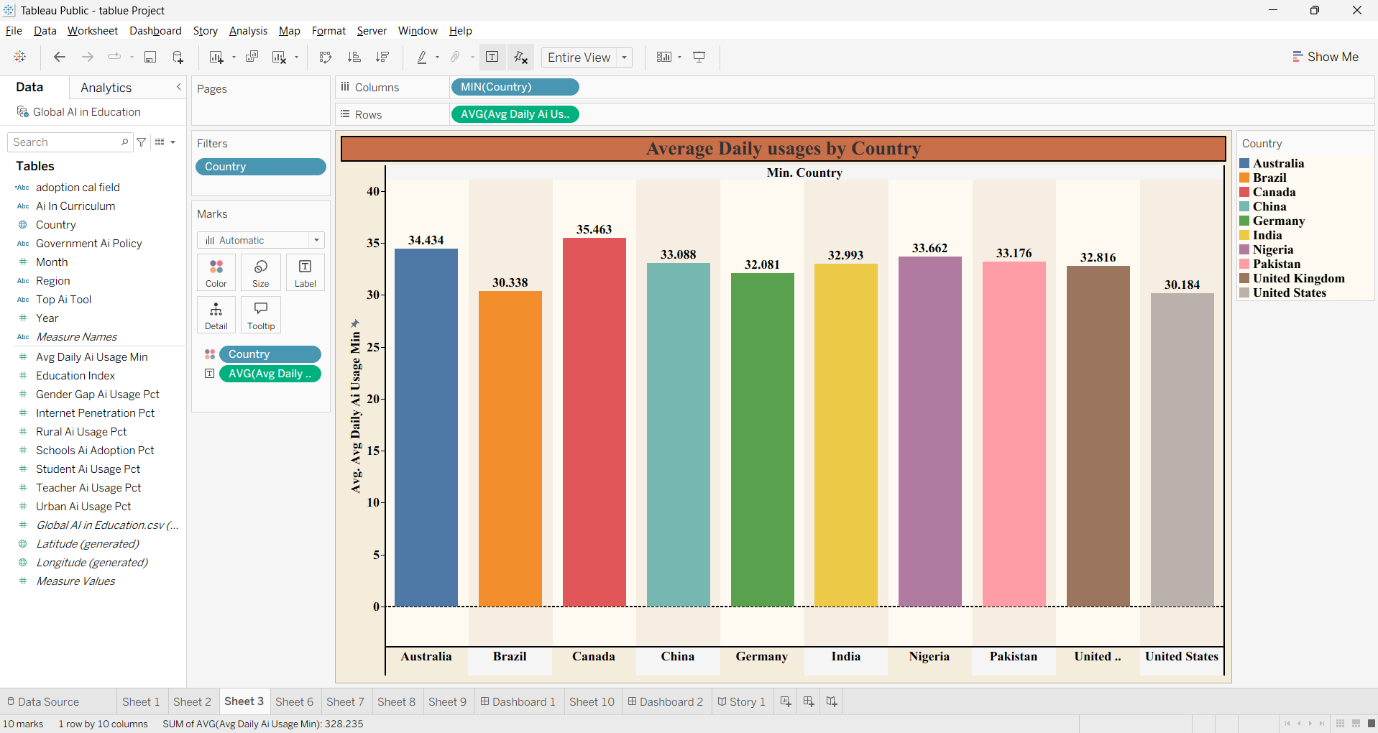 Tableau Public - tablue Project
File Data Worksheet Dashboard Story Analysis Map Format Server Window Help
Entire View
Show Me
Data Analytics
Global AI in Education
Search
Tables
Abc adoption cal field
Abc Ai In Curriculum
Country
Abc Government Ai Policy
Month
Abc Region
Abc Top Ai Tool
Year
Abc Measure Names
Avg Daily Ai Usage Min
Education Index
Gender Gap Ai Usage Pct
Internet Penetration Pct
Rural Ai Usage Pct
Schools Ai Adoption Pct
Student Ai Usage Pct
Teacher Ai Usage Pct
Urban Ai Usage Pct
Global AI in Education.csv (...
Latitude (generated)
Longitude (generated)
Measure Values
Pages
Filters
Country
Marks
Automatic
Color Size Label
Detail Tooltip
Country
AVG(Avg Daily ..
Columns MIN(Country)
Rows AVG(Avg Daily Ai Us..
Average Daily usages by Country
Min. Country
Avg. Avg Daily Ai Usage Min
40
35
30
25
20
15
10
5
0
34.434
30.338
35.463
33.088
32.081
32.993
33.662
33.176
32.816
30.184
Australia Brazil Canada China Germany India Nigeria Pakistan United .. United States
Country
Australia
Brazil
Canada
China
Germany
India
Nigeria
Pakistan
United Kingdom
United States
Data Source Sheet 1 Sheet 2 Sheet 3 Sheet 6 Sheet 7 Sheet 8 Sheet 9 Dashboard 1 Sheet 10 Dashboard 2 Story 1
10 marks 1 row by 10 columns SUM of AVG(Avg Daily Ai Usage Min): 328.235